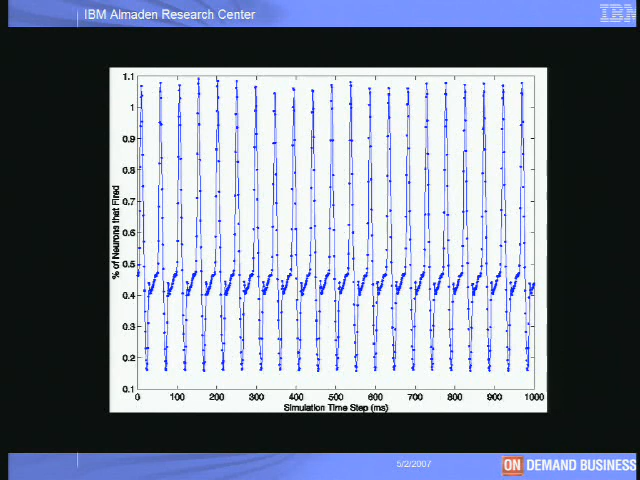 IBM Almaden Research Center
IBM
1.1
1
0.9
0.8
0.7
0.6
0.5
0.4
0.3
0.2
0.1
% of Neurons that Fired
0 100 200 300 400 500 600 700 800 900 1000
Simulation Time Step (ms)
5/2/2007
ON DEMAND BUSINESS